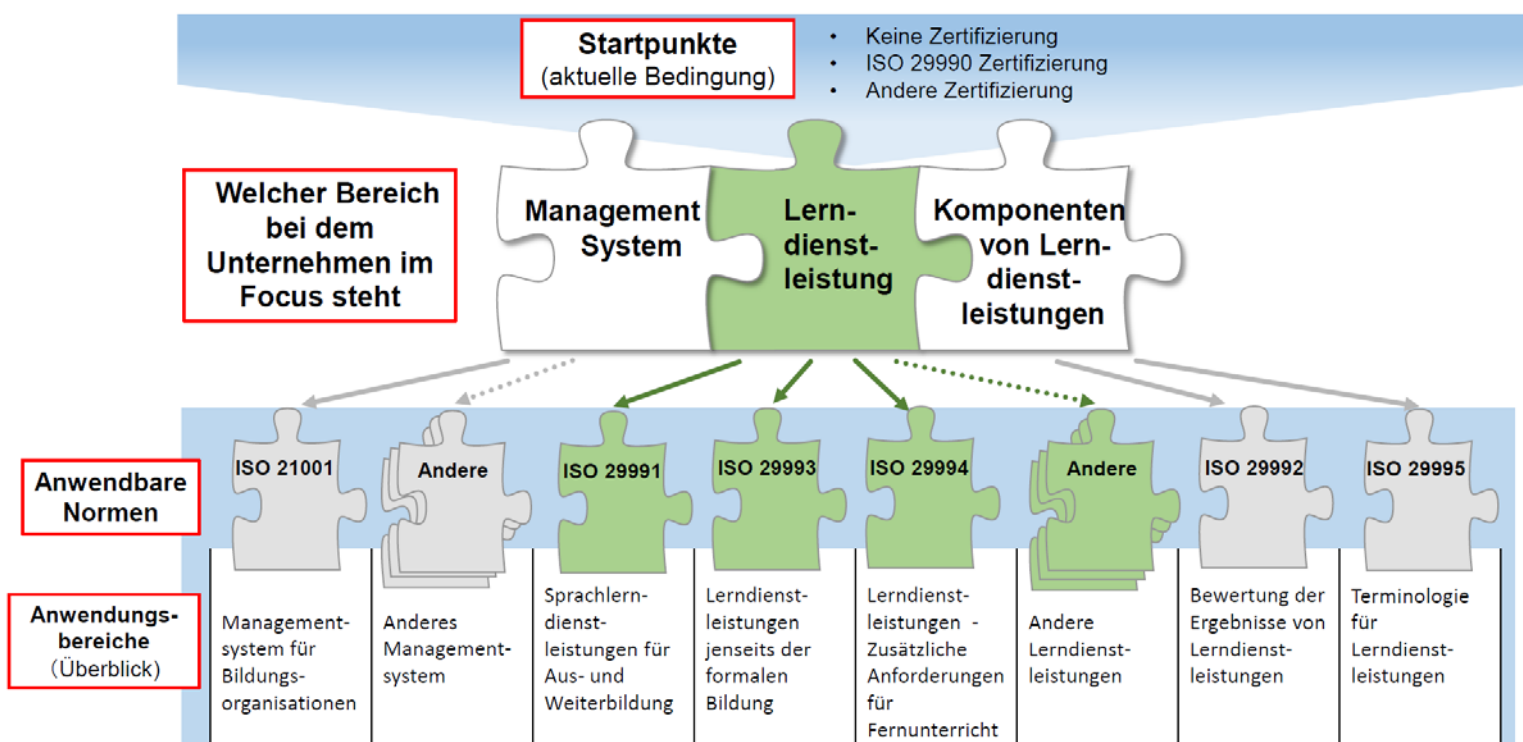 Startpunkte
(aktuelle Bedingung)
• Keine Zertifizierung
• ISO 29990 Zertifizierung
• Andere Zertifizierung
Welcher Bereich
bei dem
Unternehmen im
Focus steht
Management
System
Lern-
dienst-
leistung
Komponenten
von Lern-
dienst-
leistungen
Anwendbare
Normen
ISO 21001
Andere
ISO 29991
ISO 29993
ISO 29994
Andere
ISO 29992
ISO 29995
Anwendungs-
bereiche
(Überblick)
Management-
system für
Bildungs-
organisationen
Anderes
Management-
system
Sprachlern-
dienst-
leistungen für
Aus- und
Weiterbildung
Lerndienst-
leistungen
jenseits der
formalen
Bildung
Lerndienst-
leistungen -
Zusätzliche
Anforderungen
für
Fernunterricht
Andere
Lerndienst-
leistungen
Bewertung der
Ergebnisse von
Lerndienst-
leistungen
Terminologie
für
Lerndienst-
leistungen